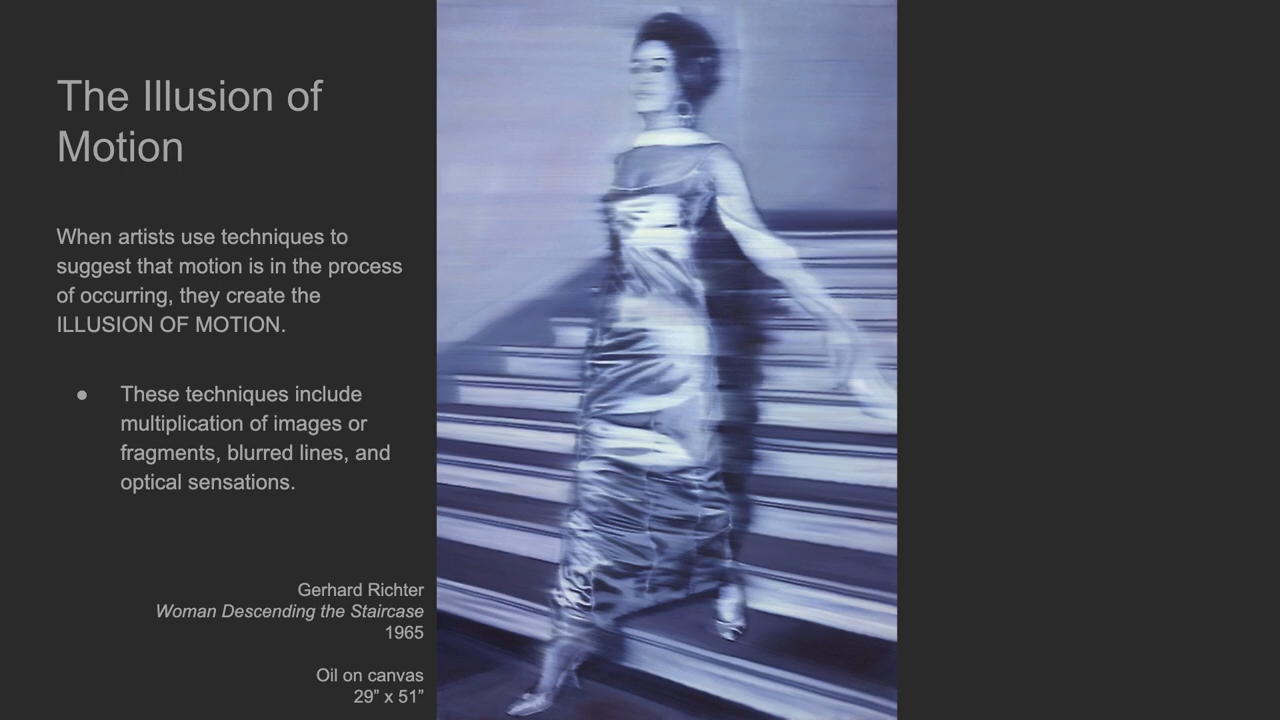 The Illusion of
Motion
When artists use techniques to
suggest that motion is in the process
of occurring, they create the
ILLUSION OF MOTION.
● These techniques include
multiplication of images or
fragments, blurred lines, and
optical sensations.
Gerhard Richter
Woman Descending the Staircase
1965
Oil on canvas
29” x 51”